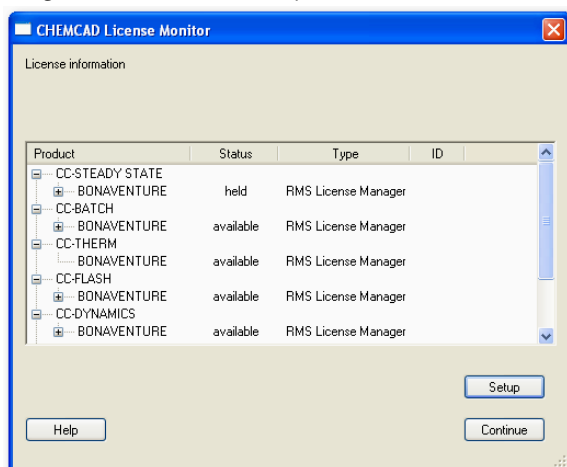 CHEMCAD License Monitor
License information
Product Status Type ID
CC-STEADY STATE
BONAVENTURE held RMS License Manager
CC-BATCH
BONAVENTURE available RMS License Manager
CC-THERM
BONAVENTURE available RMS License Manager
CC-FLASH
BONAVENTURE available RMS License Manager
CC-DYNAMICS
BONAVENTURE available RMS License Manager
Setup
Help Continue